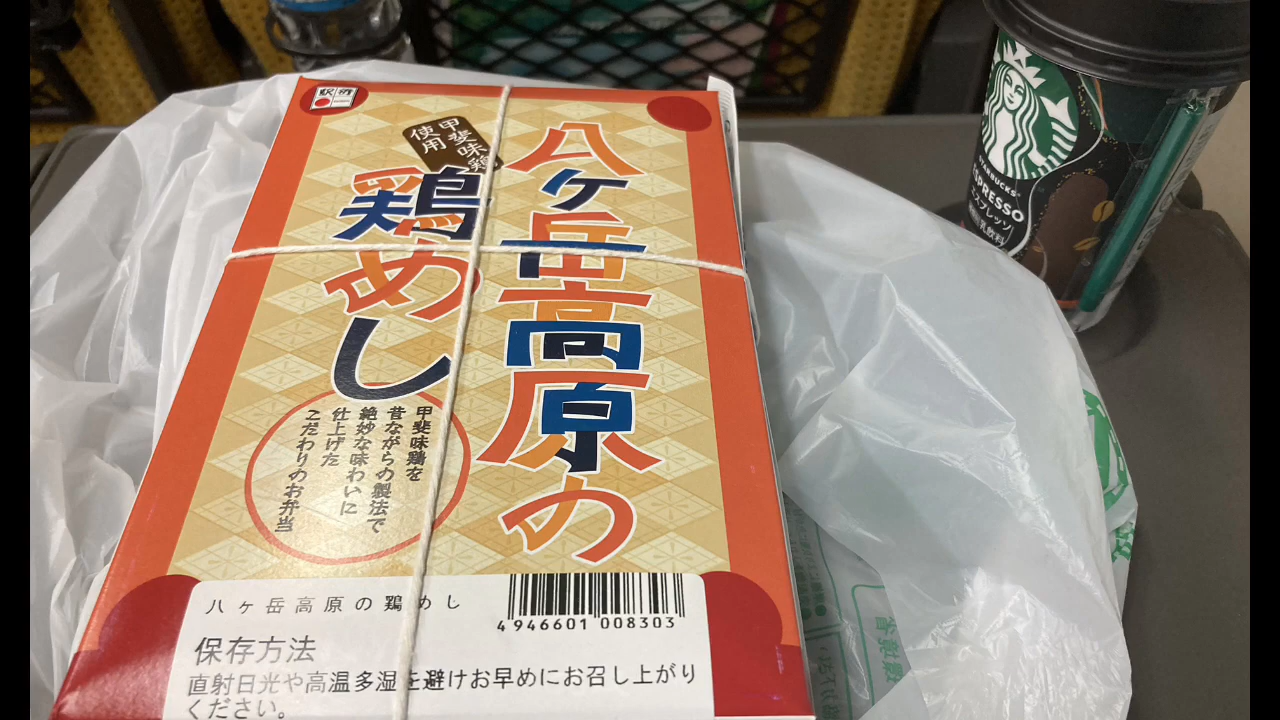 駅弁
甲斐味鶏
使用
八ヶ岳高原の
鶏めし
甲斐味鶏を
昔ながらの製法で
絶妙な味わいに
仕上げた
こだわりのお弁当
八ヶ岳高原の鶏めし
4946601 008303
保存方法
直射日光や高温多湿を避けお早めにお召し上がり
ください。
STARBUCKS
ESPRESSO
エスプレッソ